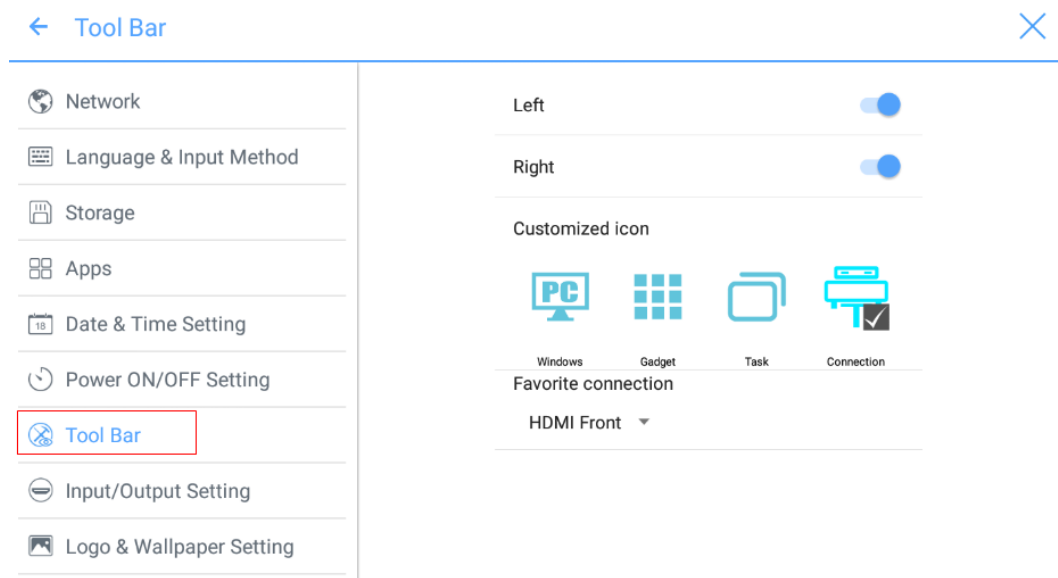 Tool Bar
Network
Language & Input Method
Storage
Apps
18
Date & Time Setting
Power ON/OFF Setting
Tool Bar
Input/Output Setting
Logo & Wallpaper Setting
Left
Right
Customized icon
PC
Windows
Gadget
Task
Connection
Favorite connection
HDMI Front